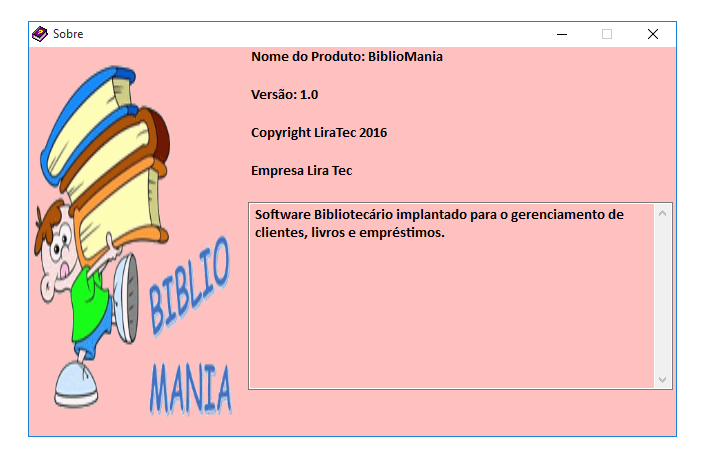 Sobre
Nome do Produto: BiblioMania
Versão: 1.0
Copyright LiraTec 2016
Empresa Lira Tec
Software Bibliotecário implantado para o gerenciamento de
clientes, livros e empréstimos.
BIBLIO
MANIA